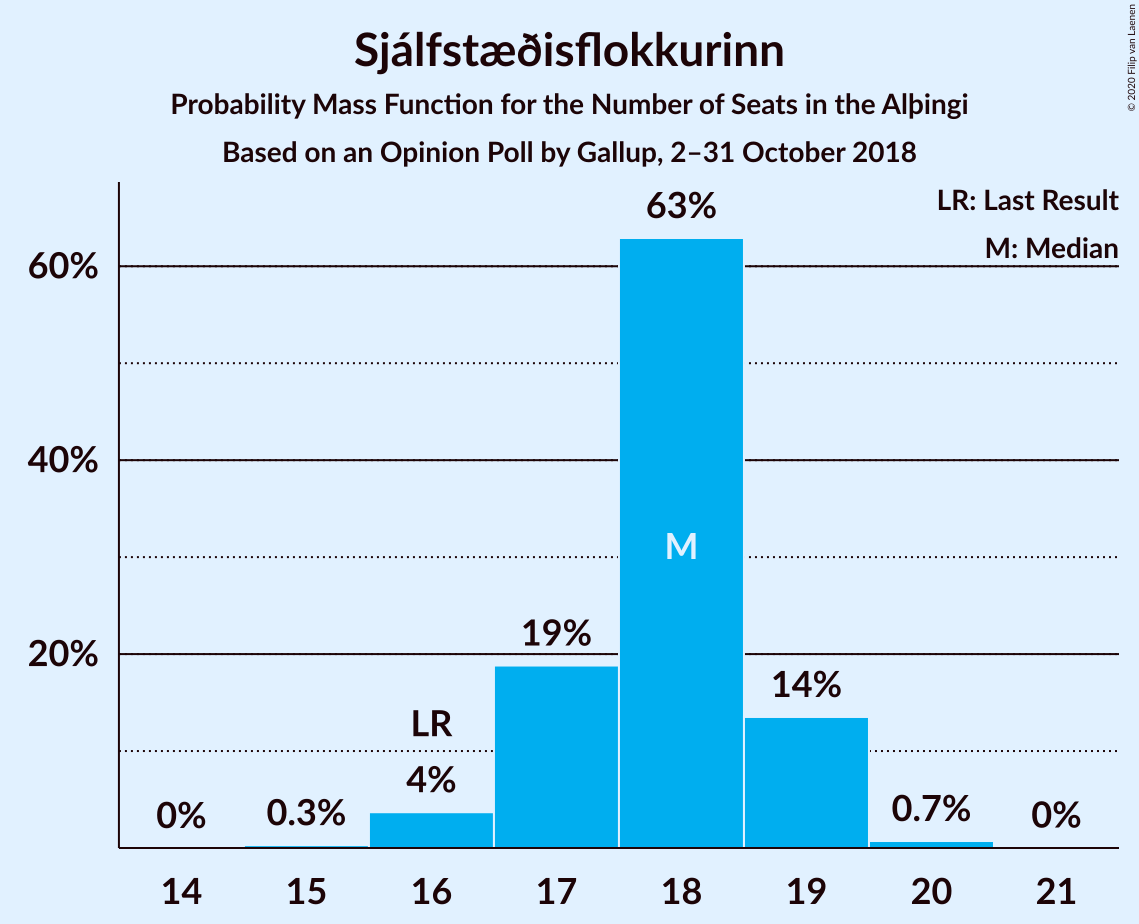 Sjálfstæðisflokkurinn
Probability Mass Function for the Number of Seats in the Alþingi
Based on an Opinion Poll by Gallup, 2–31 October 2018
© 2020 Filip van Laenen
LR: Last Result
M: Median
60%
40%
20%
0%
0.3%
LR
4%
19%
63%
M
14%
0.7%
0%
14 15 16 17 18 19 20 21